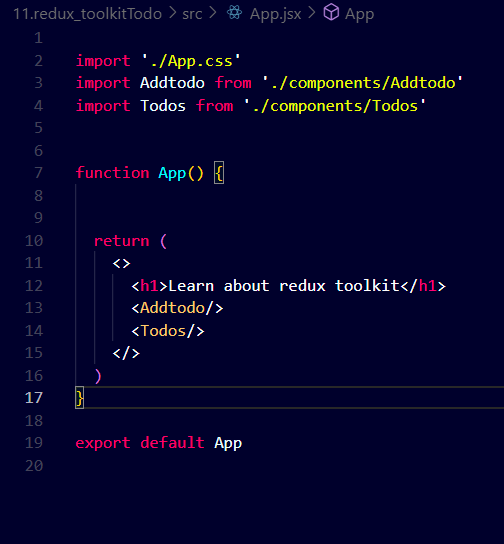 11.redux_toolkitTodo > src > App.jsx > App
1
2 import './App.css'
3 import Addtodo from './components/Addtodo'
4 import Todos from './components/Todos'
5
6
7 function App() {
8
9
10   return (
11     <>
12       <h1>Learn about redux toolkit</h1>
13       <Addtodo/>
14       <Todos/>
15     </>
16   )
17 }
18
19 export default App
20